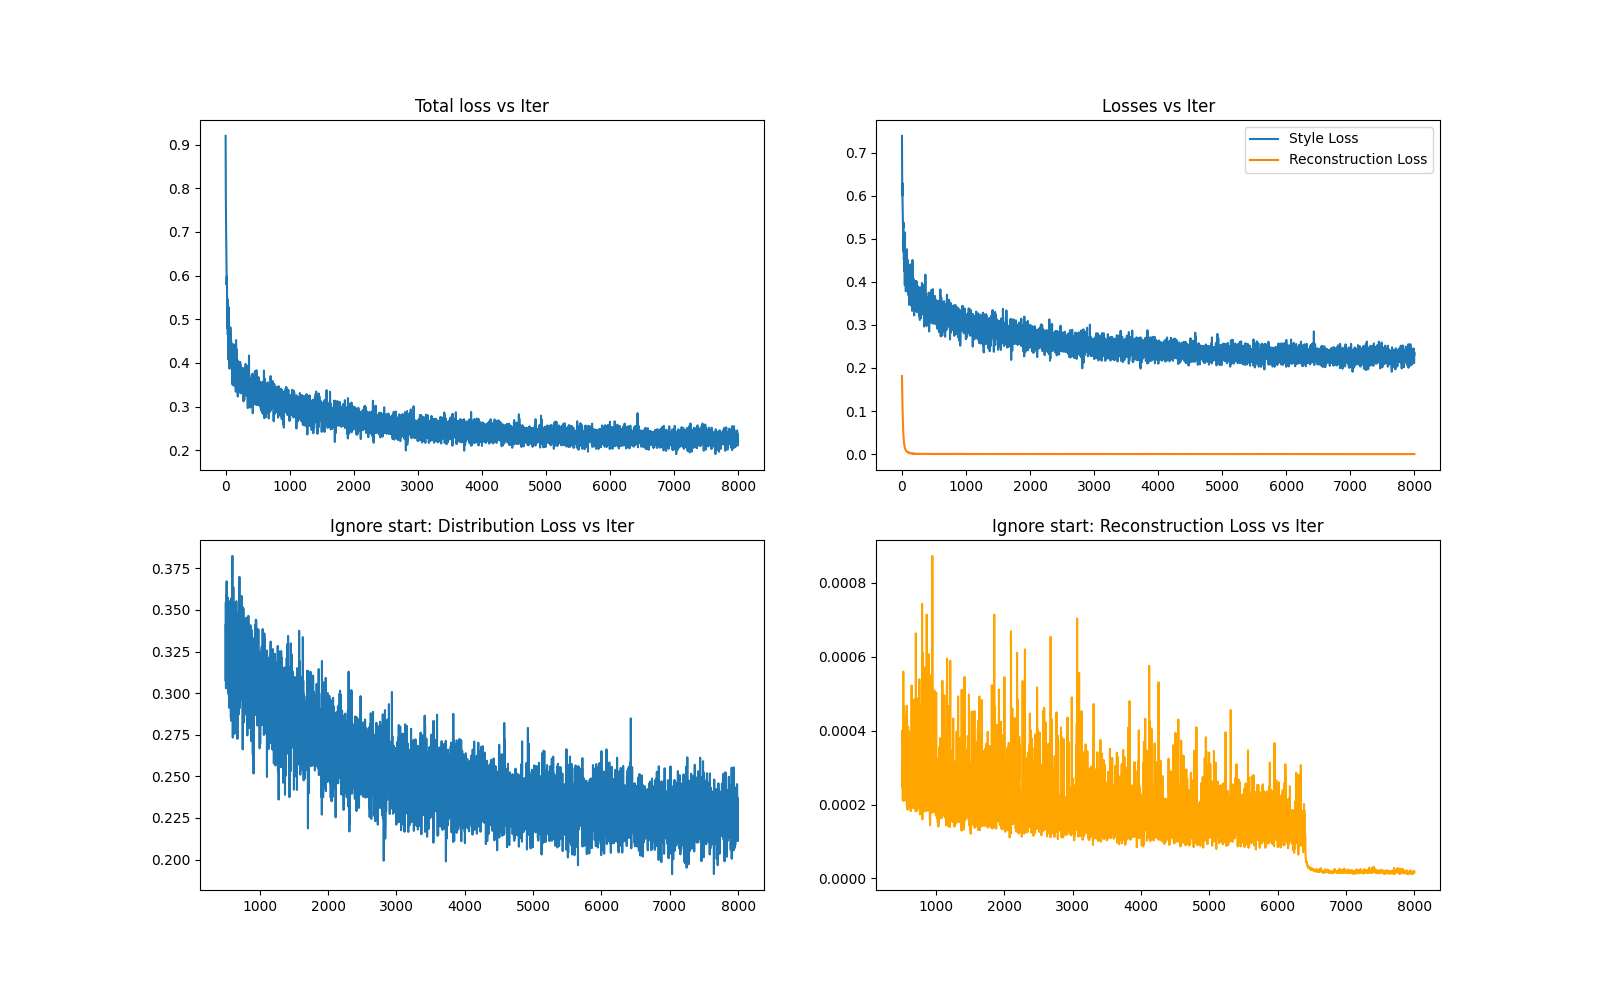 Total loss vs Iter
0.9
0.8
0.7
0.6
0.5
0.4
0.3
0.2
0 1000 2000 3000 4000 5000 6000 7000 8000
Losses vs Iter
Style Loss
Reconstruction Loss
0.7
0.6
0.5
0.4
0.3
0.2
0.1
0.0
0 1000 2000 3000 4000 5000 6000 7000 8000
Ignore start: Distribution Loss vs Iter
0.375
0.350
0.325
0.300
0.275
0.250
0.225
0.200
1000 2000 3000 4000 5000 6000 7000 8000
Ignore start: Reconstruction Loss vs Iter
0.0008
0.0006
0.0004
0.0002
0.0000
1000 2000 3000 4000 5000 6000 7000 8000